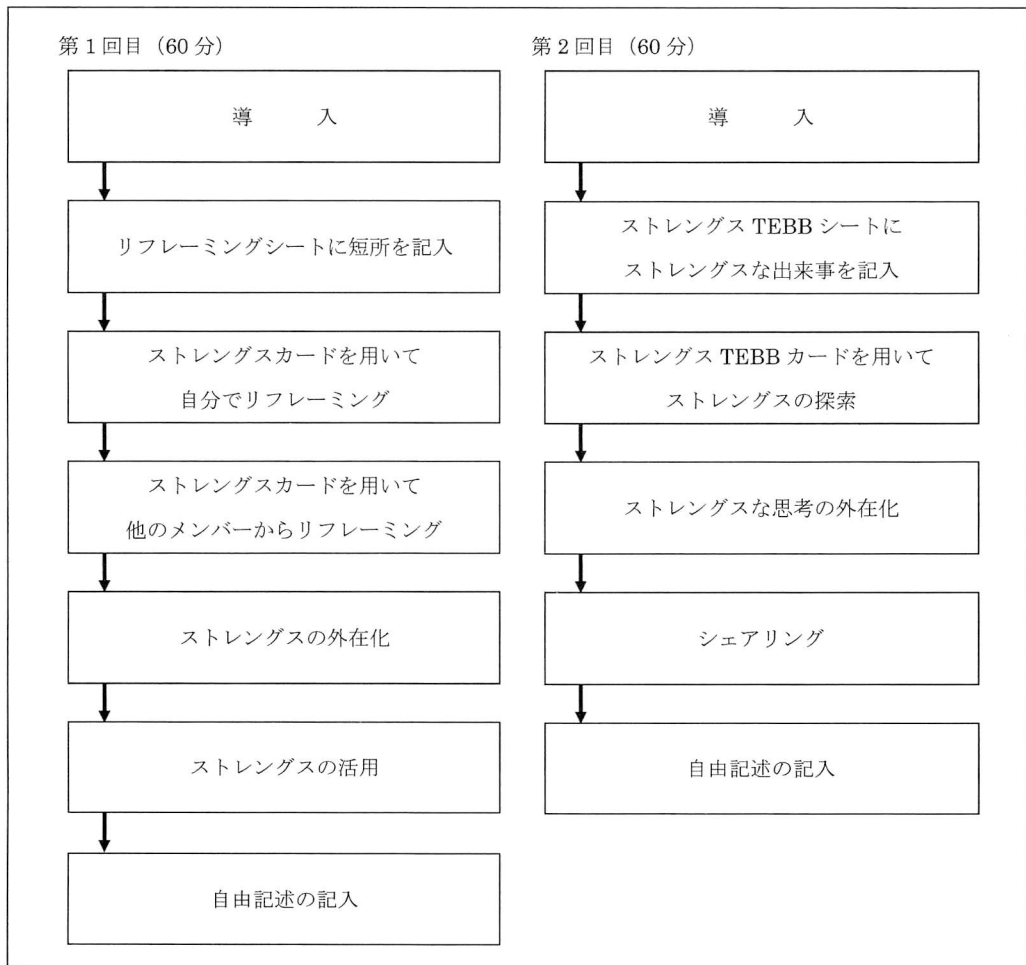 第1回目（60分）
導　　入
リフレーミングシートに短所を記入
ストレングスカードを用いて
自分でリフレーミング
ストレングスカードを用いて
他のメンバーからリフレーミング
ストレングスの外在化
ストレングスの活用
自由記述の記入
第2回目（60分）
導　　入
ストレングス TEBB シートに
ストレングスな出来事を記入
ストレングス TEBB カードを用いて
ストレングスの探索
ストレングスな思考の外在化
シェアリング
自由記述の記入